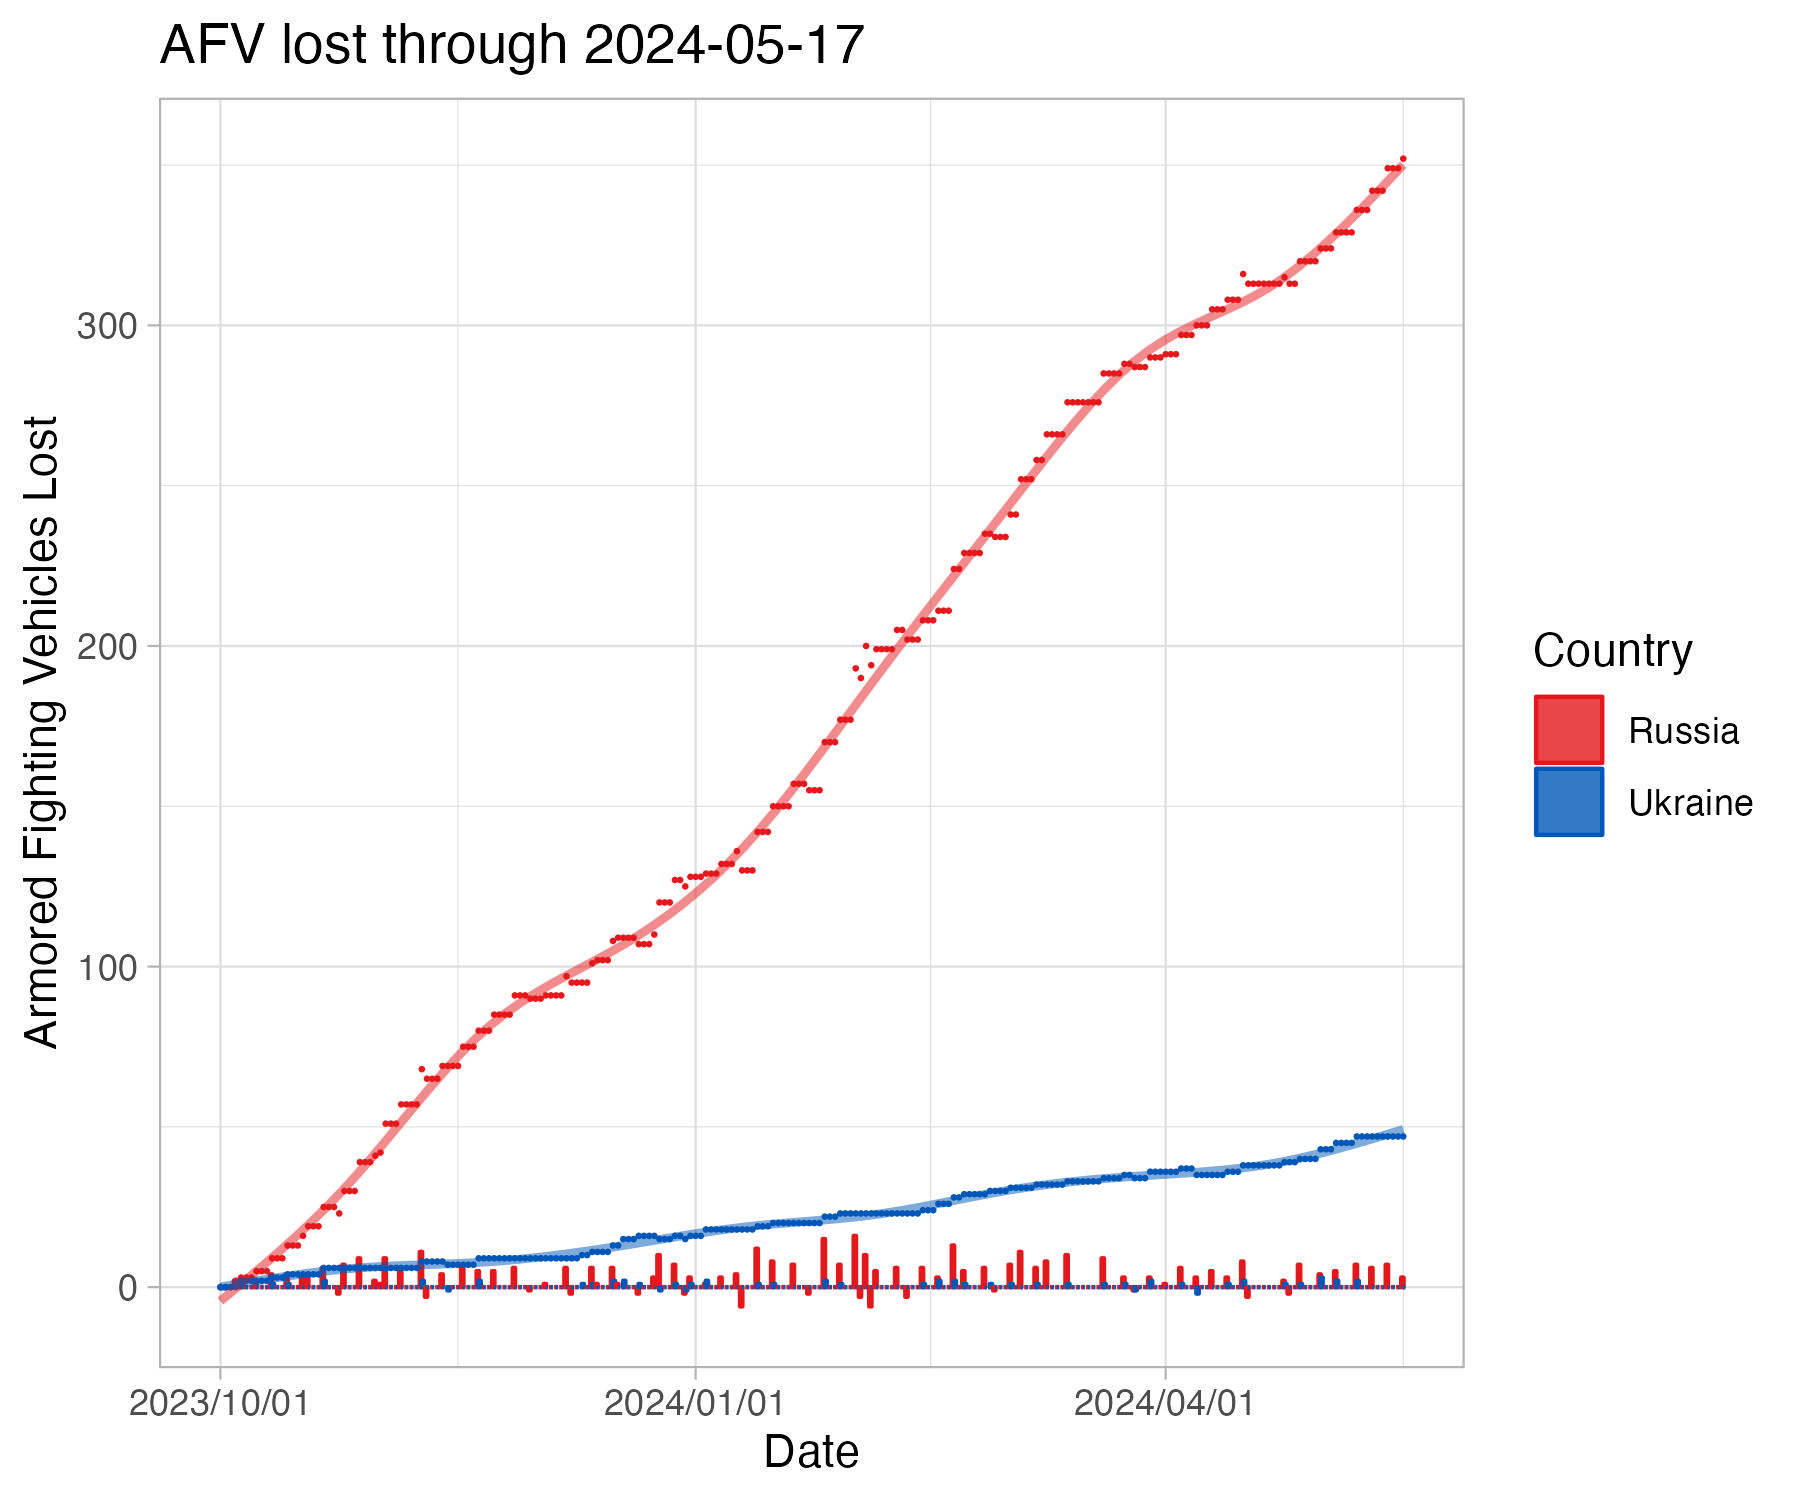 AFV lost through 2024-05-17
Armored Fighting Vehicles Lost
300
200
100
0
2023/10/01
2024/01/01
2024/04/01
Date
Country
Russia
Ukraine